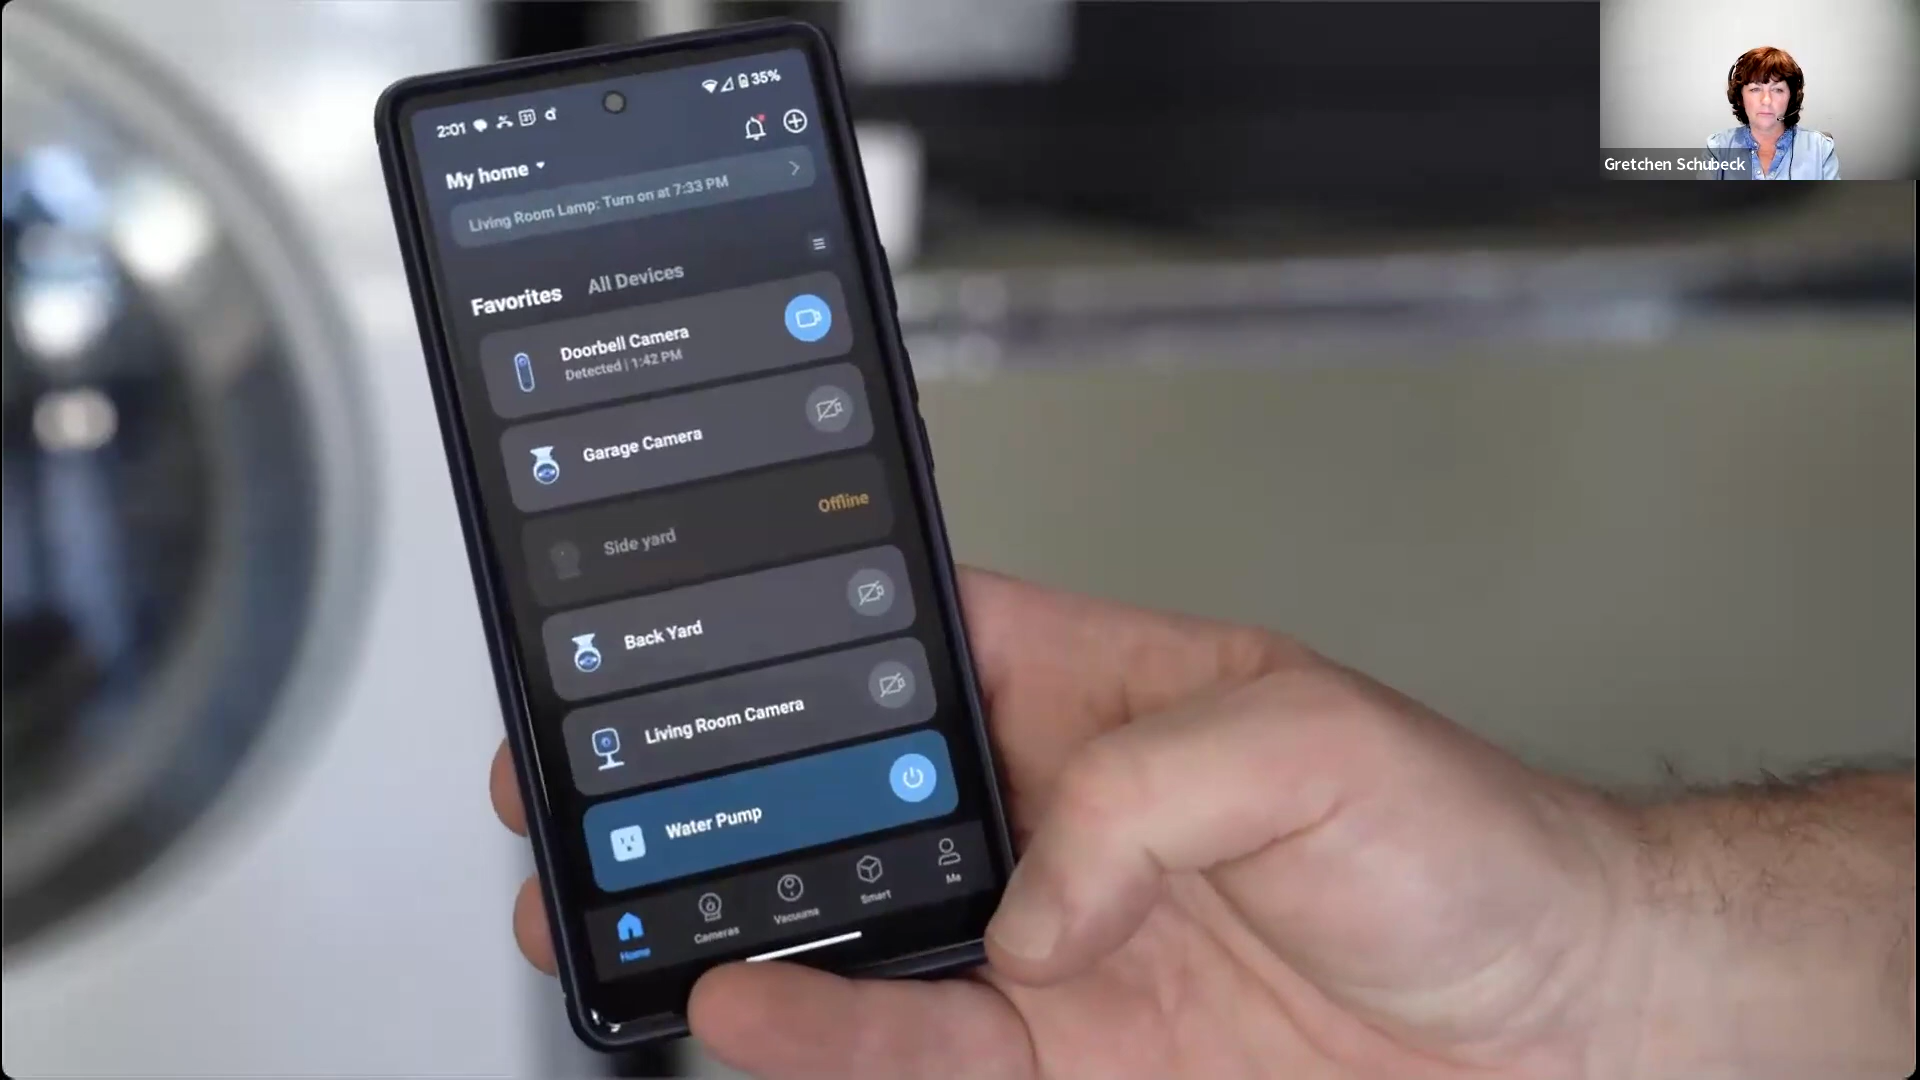 2:01
31
35%
My home
Living Room Lamp: Turn on at 7:33 PM
Favorites
All Devices
Doorbell Camera
Detected | 1:42 PM
Garage Camera
Side yard
Offline
Back Yard
Living Room Camera
Water Pump
Home
Cameras
Vacuums
Smart
Me
Gretchen Schubeck